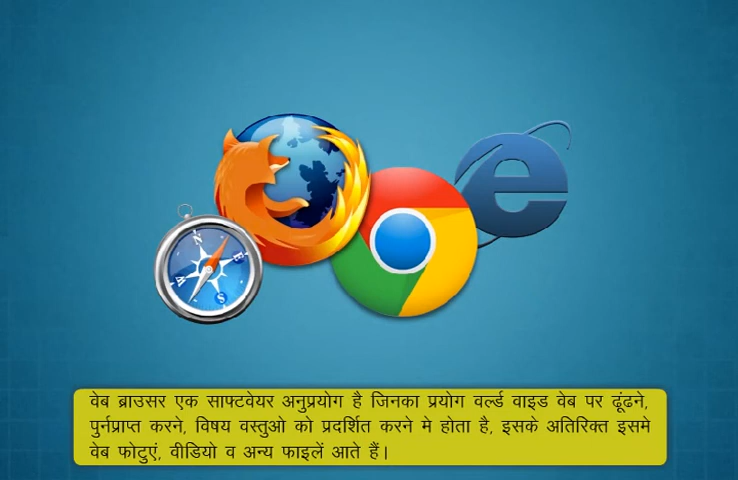 वेब ब्राउसर एक साफ्टवेयर अनुप्रयोग है जिनका प्रयोग वर्ल्ड वाइड वेब पर ढूंढने,
पुर्नप्राप्त करने, विषय वस्तुओ को प्रदर्शित करने मे होता है, इसके अतिरिक्त इसमे
वेब फोटुएं, वीडियो व अन्य फाइलें आते हैं।